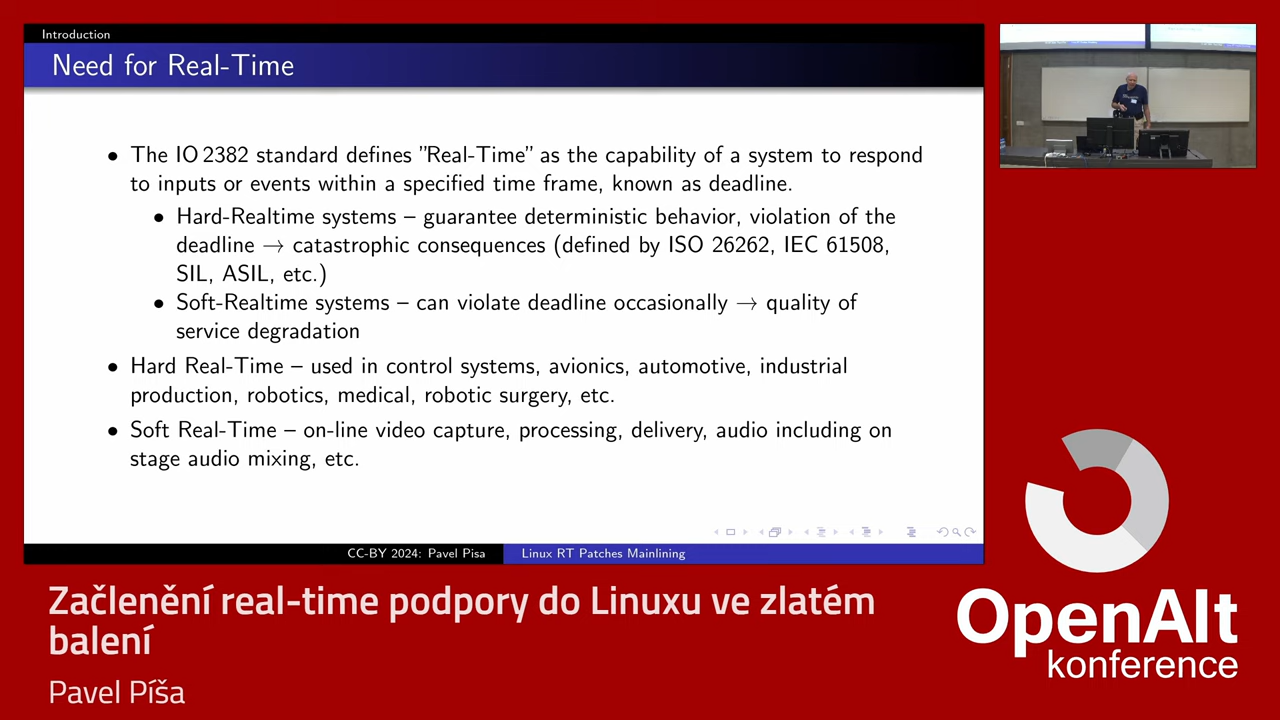 Introduction
Need for Real-Time
• The IO 2382 standard defines ”Real-Time” as the capability of a system to respond
to inputs or events within a specified time frame, known as deadline.
• Hard-Realtime systems – guarantee deterministic behavior, violation of the
deadline → catastrophic consequences (defined by ISO 26262, IEC 61508,
SIL, ASIL, etc.)
• Soft-Realtime systems – can violate deadline occasionally → quality of
service degradation
• Hard Real-Time – used in control systems, avionics, automotive, industrial
production, robotics, medical, robotic surgery, etc.
• Soft Real-Time – on-line video capture, processing, delivery, audio including on
stage audio mixing, etc.
CC-BY 2024: Pavel Pisa
Linux RT Patches Mainlining
Začlenění real-time podpory do Linuxu ve zlatém
balení
Pavel Píša
OpenAlt
konference